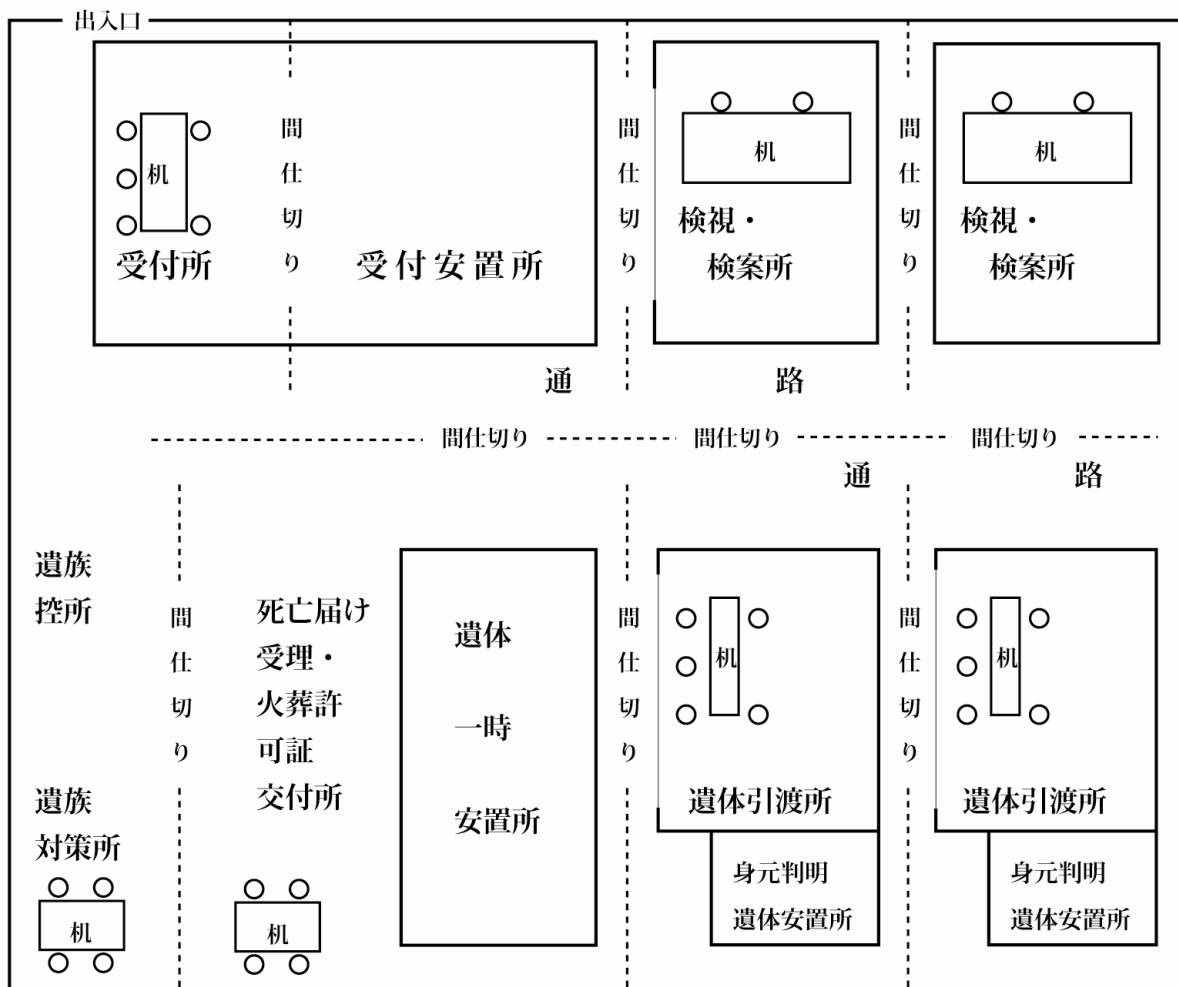 出入口
机
受付所
間仕切り
受付安置所
間仕切り
机
検視・
検案所
間仕切り
机
検視・
検案所
通路
間仕切り
間仕切り
間仕切り
通路
遺族
控所
遺族
対策所
机
間仕切り
死亡届け
受理・
火葬許
可証
交付所
机
遺体
一時
安置所
間仕切り
机
遺体引渡所
身元判明
遺体安置所
間仕切り
机
遺体引渡所
身元判明
遺体安置所